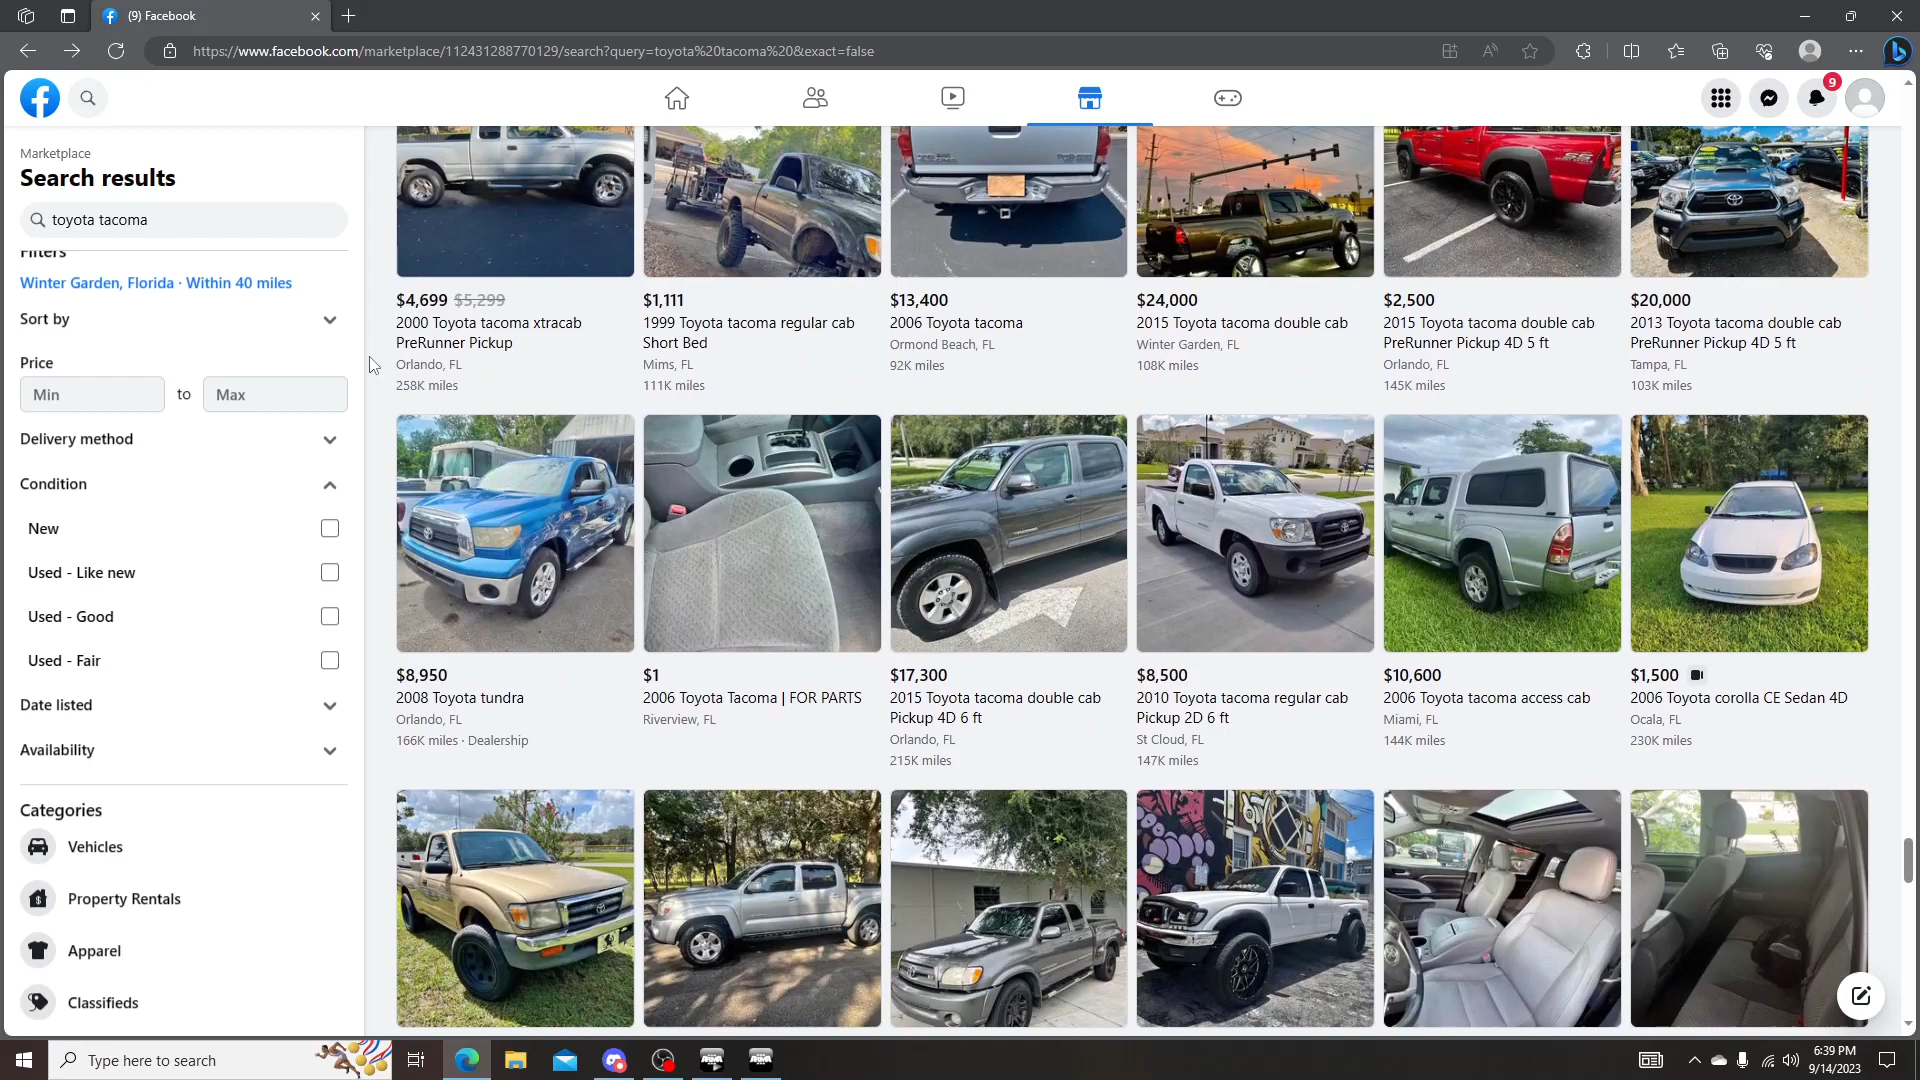 (9) Facebook
https://www.facebook.com/marketplace/112431288770129/search?query=toyota%20tacoma%20&exact=false
9
Marketplace
Search results
toyota tacoma
Filters
Winter Garden, Florida · Within 40 miles
Sort by
Price
Min
to
Max
Delivery method
Condition
New
Used - Like new
Used - Good
Used - Fair
Date listed
Availability
Categories
Vehicles
Property Rentals
Apparel
Classifieds
$4,699 $5,299
2000 Toyota tacoma xtracab
PreRunner Pickup
Orlando, FL
258K miles
$1,111
1999 Toyota tacoma regular cab
Short Bed
Mims, FL
111K miles
$13,400
2006 Toyota tacoma
Ormond Beach, FL
92K miles
$24,000
2015 Toyota tacoma double cab
Winter Garden, FL
108K miles
$2,500
2015 Toyota tacoma double cab
PreRunner Pickup 4D 5 ft
Orlando, FL
145K miles
$20,000
2013 Toyota tacoma double cab
PreRunner Pickup 4D 5 ft
Tampa, FL
103K miles
$8,950
2008 Toyota tundra
Orlando, FL
166K miles · Dealership
$1
2006 Toyota Tacoma | FOR PARTS
Riverview, FL
$17,300
2015 Toyota tacoma double cab
Pickup 4D 6 ft
Orlando, FL
215K miles
$8,500
2010 Toyota tacoma regular cab
Pickup 2D 6 ft
St Cloud, FL
147K miles
$10,600
2006 Toyota tacoma access cab
Miami, FL
144K miles
$1,500
2006 Toyota corolla CE Sedan 4D
Ocala, FL
230K miles
Type here to search
6:39 PM
9/14/2023